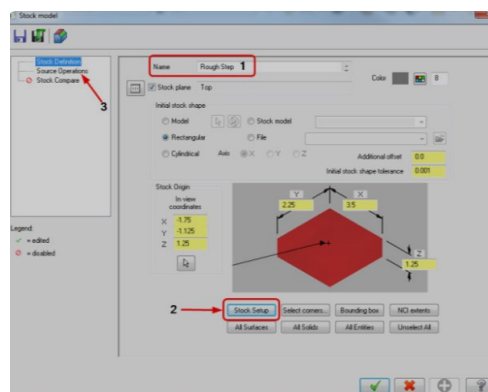 Stock model
Stock Definition
Source Operations
Stock Compare
3
Name Rough Step 1
Color 8
Stock plane Top
Initial stock shape
Model Stock model
Rectangular File
Cylindrical Axis X Y Z Additional offset 0.0
Initial stock shape tolerance 0.001
Stock Origin
In view
coordinates
X -1.75
Y -1.125
Z 1.25
Y 2.25
X 3.5
Z 1.25
2
Stock Setup Select corners... Bounding box NCI extents
All Surfaces All Solids All Entities Unselect All
Legend:
= edited
= disabled